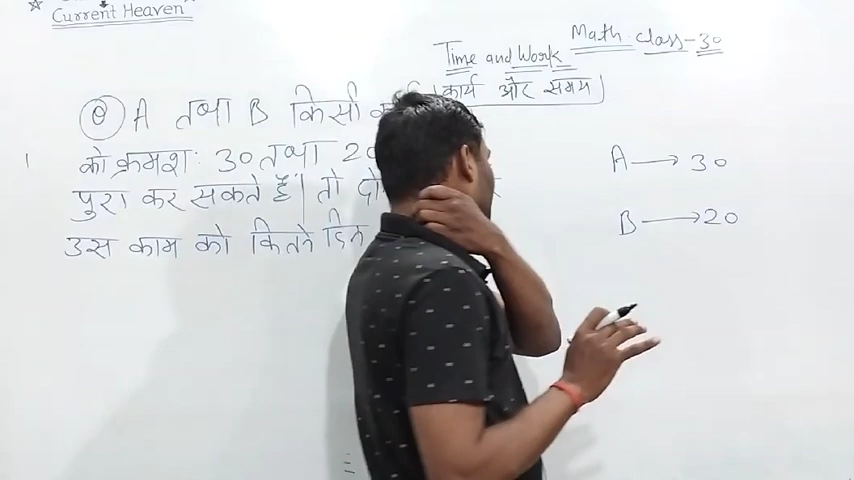 Current Heaven
Math class-30
Time and Work
कार्य और समय
Q A तथा B किसी
को क्रमशः 30 तथा 20
पुरा कर सकते हैं। तो
उस काम को कितने दिन
A → 30
B → 20